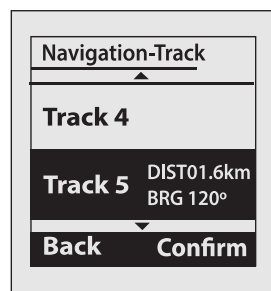 Navigation-Track
Track 4
Track 5 DIST01.6km
BRG 120º
Back Confirm